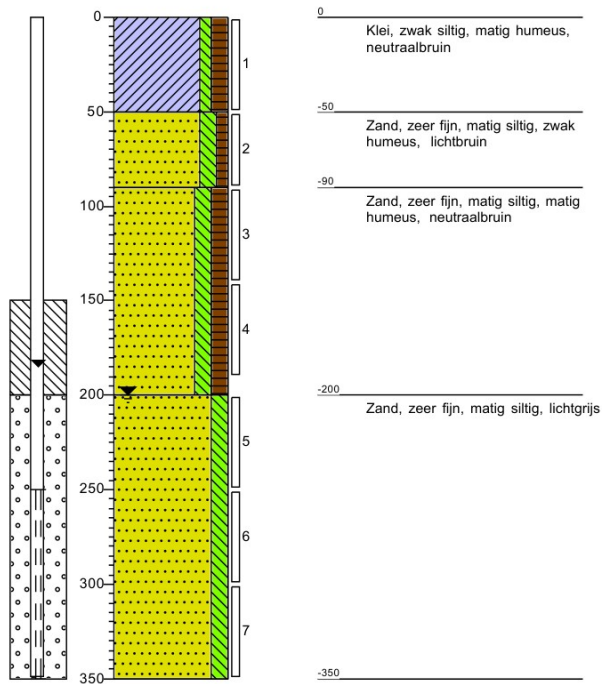 0
50
100
150
200
250
300
350
1
2
3
4
5
6
7
0
Klei, zwak siltig, matig humeus,
neutraalbruin
-50
Zand, zeer fijn, matig siltig, zwak
humeus, lichtbruin
-90
Zand, zeer fijn, matig siltig, matig
humeus, neutraalbruin
-200
Zand, zeer fijn, matig siltig, lichtgrijs
-350